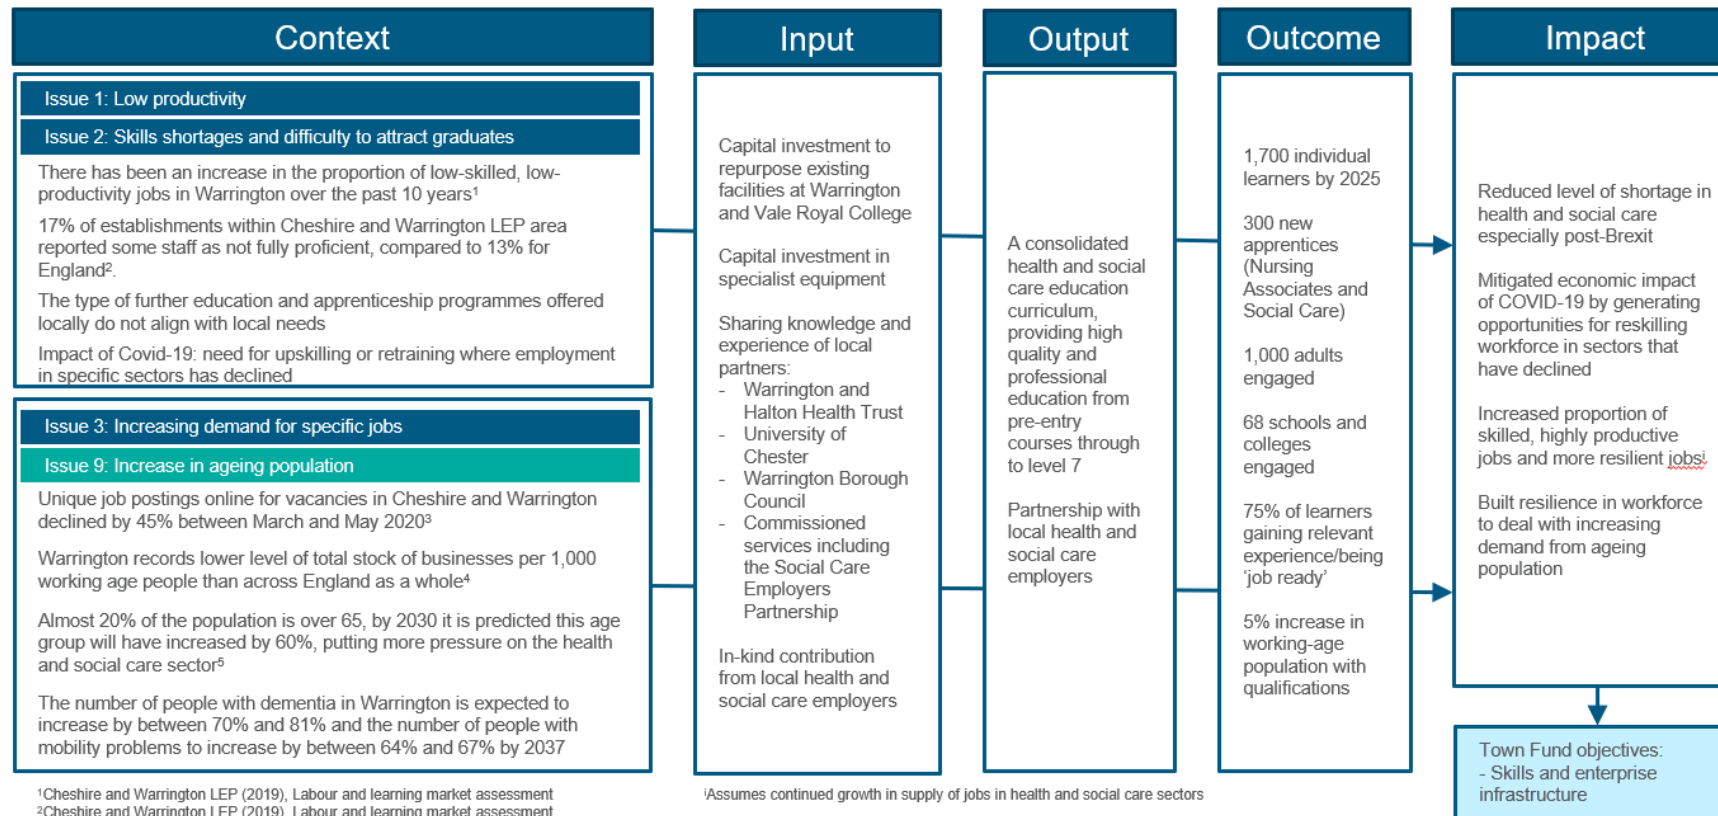 Context
Issue 1: Low productivity
Issue 2: Skills shortages and difficulty to attract graduates
There has been an increase in the proportion of low-skilled, low-
productivity jobs in Warrington over the past 10 years¹
17% of establishments within Cheshire and Warrington LEP area
reported some staff as not fully proficient, compared to 13% for
England².
The type of further education and apprenticeship programmes offered
locally do not align with local needs
Impact of Covid-19: need for upskilling or retraining where employment
in specific sectors has declined
Issue 3: Increasing demand for specific jobs
Issue 9: Increase in ageing population
Unique job postings online for vacancies in Cheshire and Warrington
declined by 45% between March and May 2020³
Warrington records lower level of total stock of businesses per 1,000
working age people than across England as a whole⁴
Almost 20% of the population is over 65, by 2030 it is predicted this age
group will have increased by 60%, putting more pressure on the health
and social care sector⁵
The number of people with dementia in Warrington is expected to
increase by between 70% and 81% and the number of people with
mobility problems to increase by between 64% and 67% by 2037
Input
Capital investment to
repurpose existing
facilities at Warrington
and Vale Royal College
Capital investment in
specialist equipment
Sharing knowledge and
experience of local
partners:
- Warrington and
Halton Health Trust
- University of
Chester
- Warrington Borough
Council
- Commissioned
services including
the Social Care
Employers
Partnership
In-kind contribution
from local health and
social care employers
Output
A consolidated
health and social
care education
curriculum,
providing high
quality and
professional
education from
pre-entry
courses through
to level 7
Partnership with
local health and
social care
employers
Outcome
1,700 individual
learners by 2025
300 new
apprentices
(Nursing
Associates and
Social Care)
1,000 adults
engaged
68 schools and
colleges
engaged
75% of learners
gaining relevant
experience/being
‘job ready’
5% increase in
working-age
population with
qualifications
Impact
Reduced level of shortage in
health and social care
especially post-Brexit
Mitigated economic impact
of COVID-19 by generating
opportunities for reskilling
workforce in sectors that
have declined
Increased proportion of
skilled, highly productive
jobs and more resilient jobsⁱ
Built resilience in workforce
to deal with increasing
demand from ageing
population
Town Fund objectives:
- Skills and enterprise
infrastructure
¹Cheshire and Warrington LEP (2019), Labour and learning market assessment
²Cheshire and Warrington LEP (2019), Labour and learning market assessment
ⁱAssumes continued growth in supply of jobs in health and social care sectors